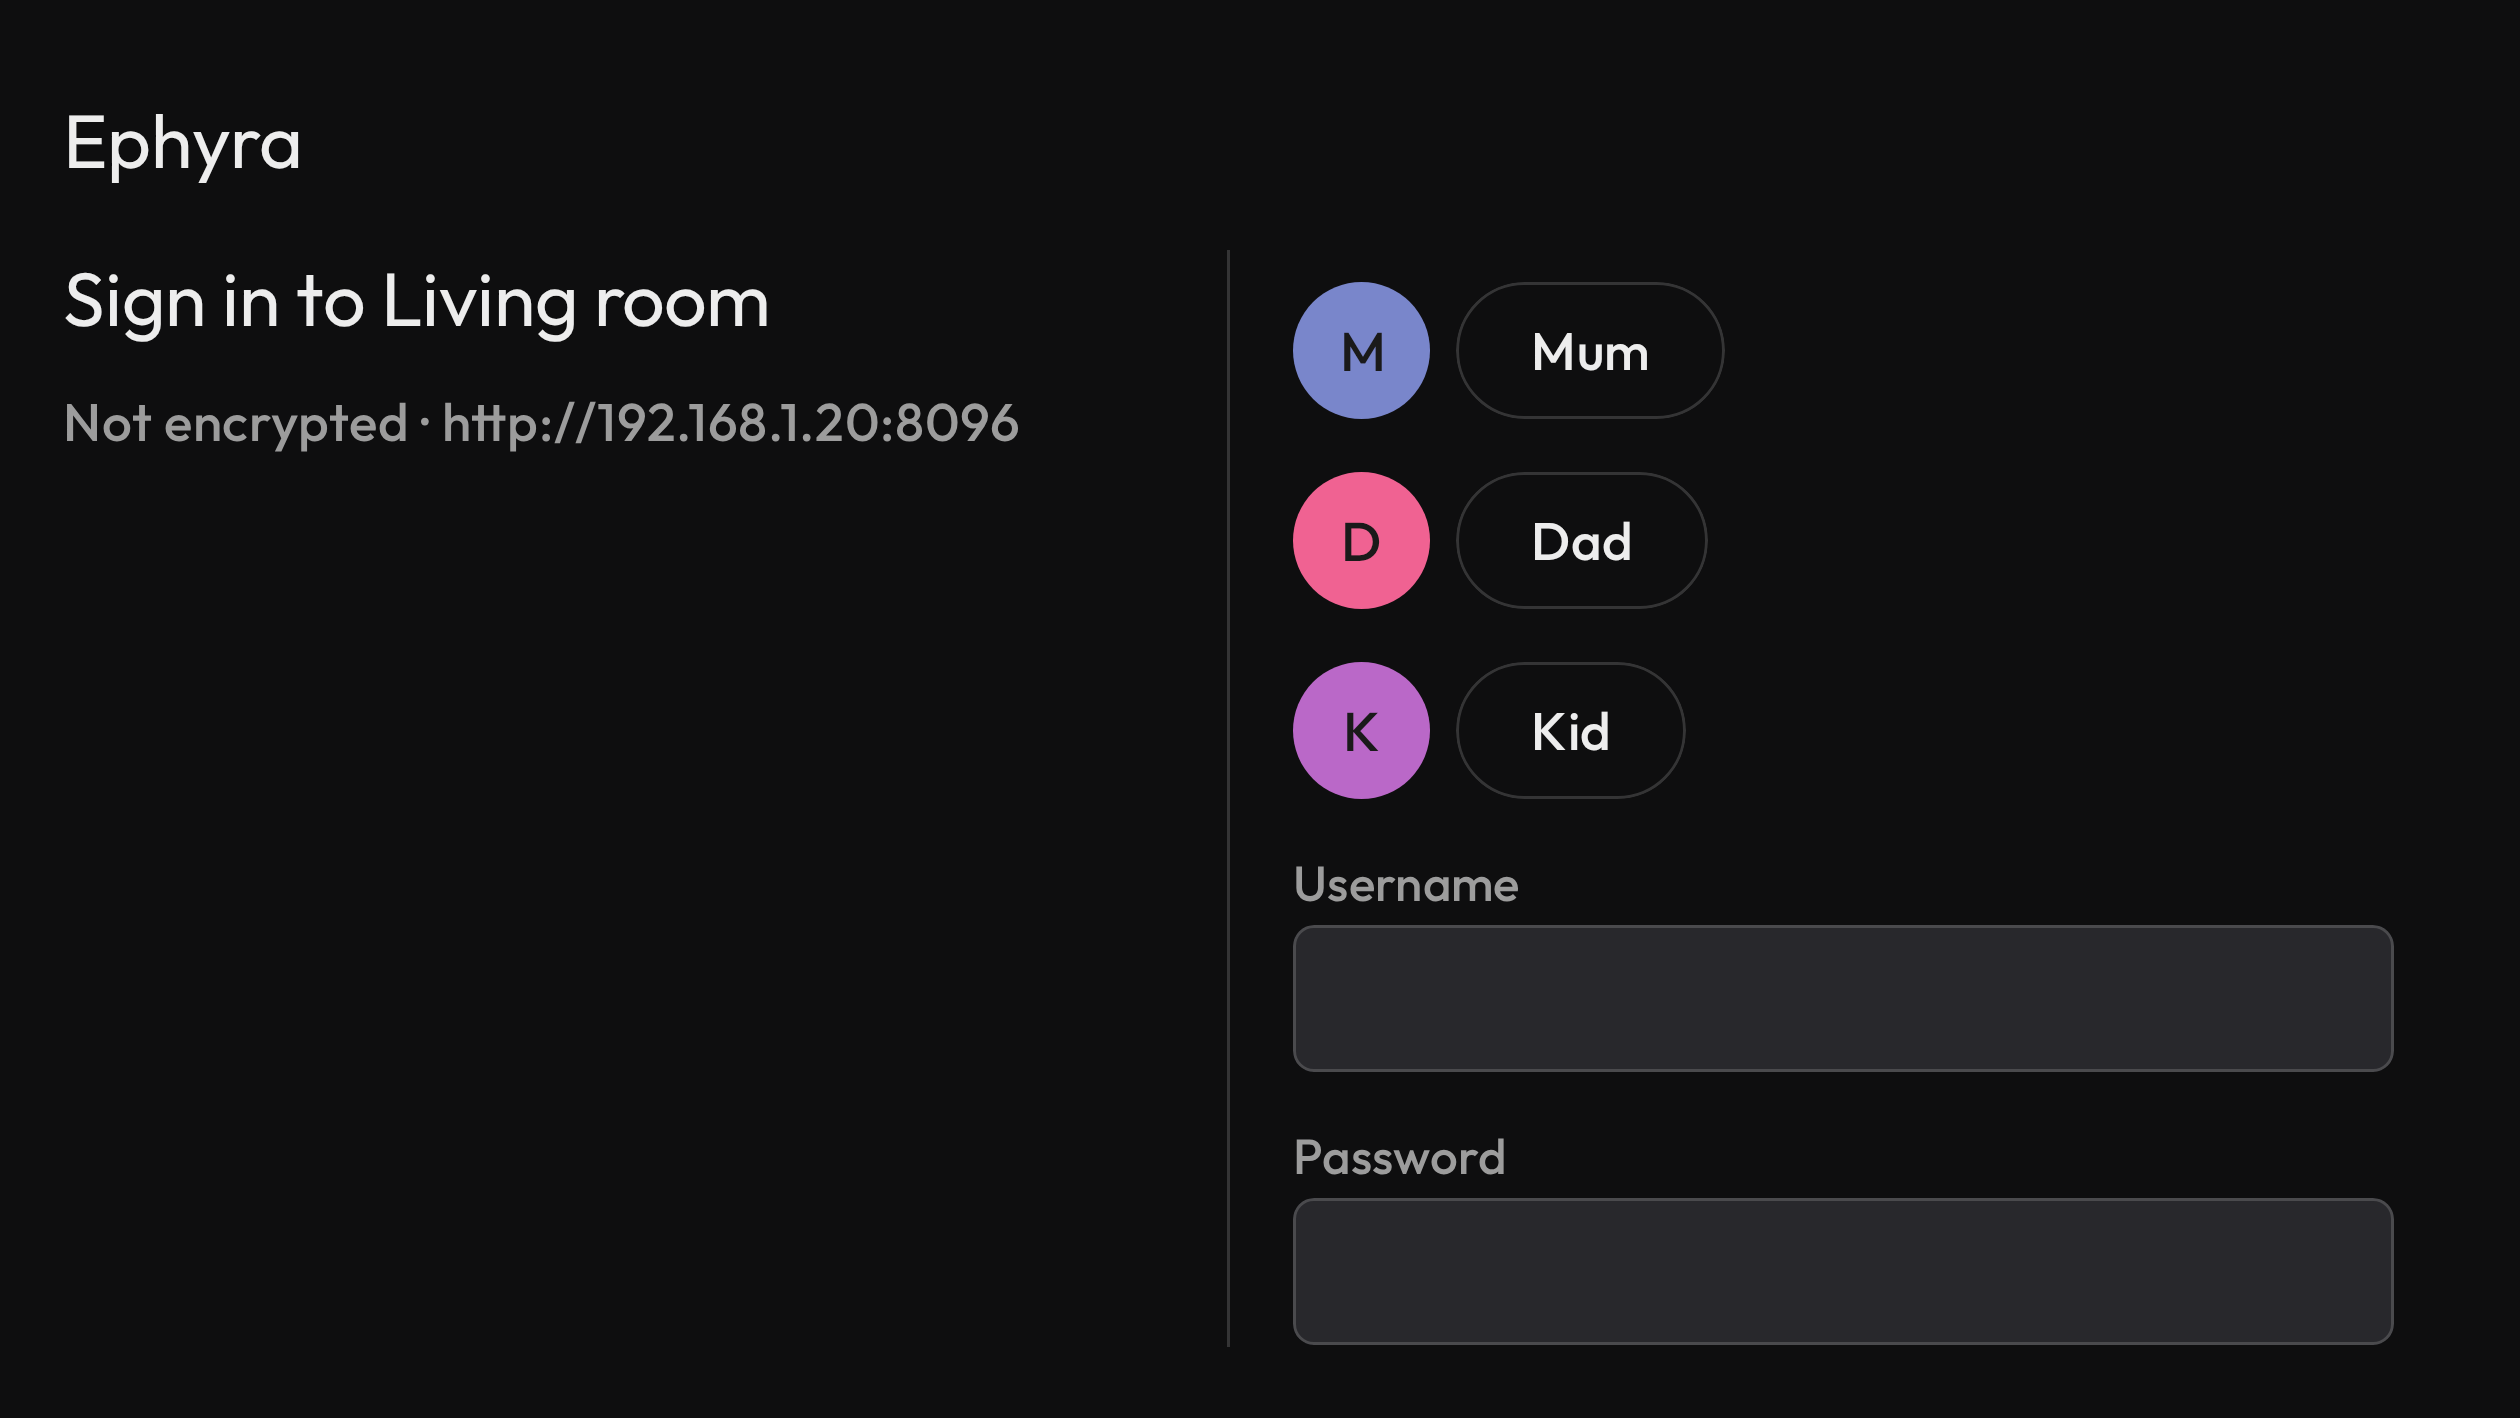 Ephyra
Sign in to Living room
Not encrypted · http://192.168.1.20:8096
M Mum
D Dad
K Kid
Username
Password